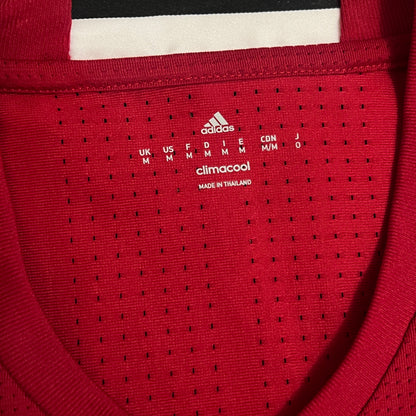 adidas
UK US F D I E CDN J
M M M M M M M/M O
climacool
MADE IN THAILAND